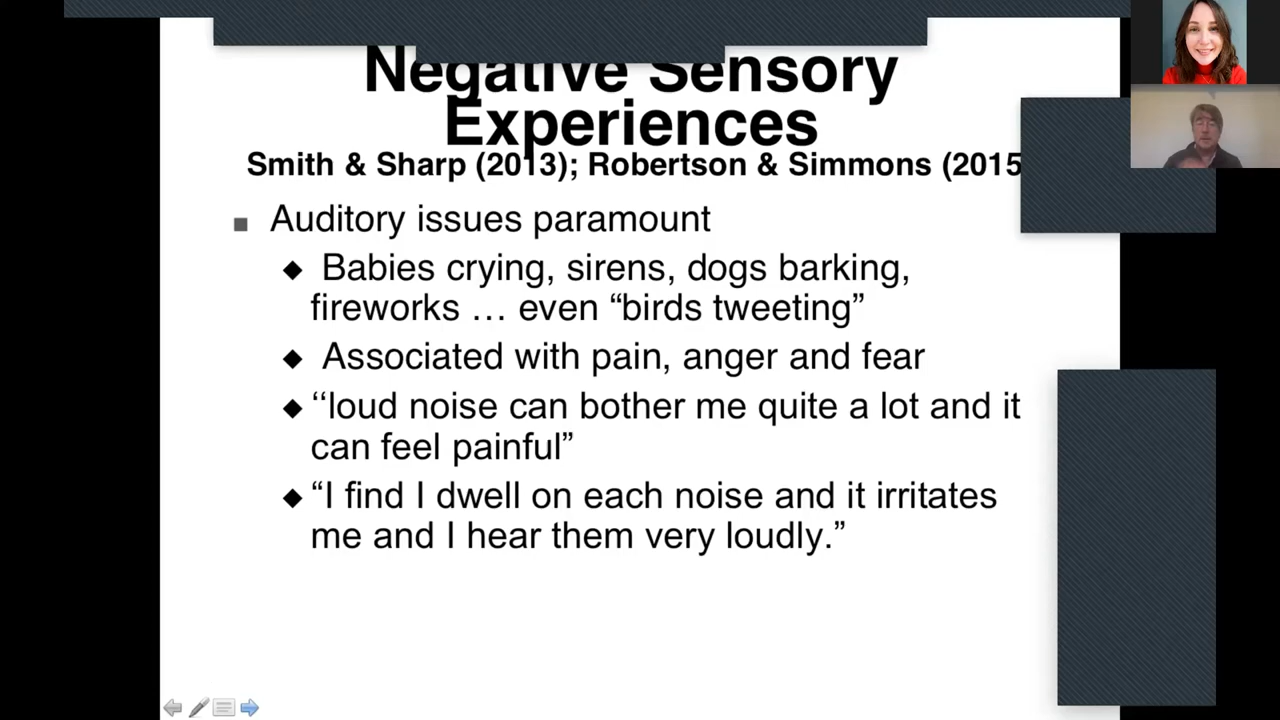 Negative Sensory
Experiences
Smith & Sharp (2013); Robertson & Simmons (2015
■ Auditory issues paramount
◆ Babies crying, sirens, dogs barking,
fireworks … even “birds tweeting”
◆ Associated with pain, anger and fear
◆ ‘‘loud noise can bother me quite a lot and it
can feel painful”
◆ “I find I dwell on each noise and it irritates
me and I hear them very loudly.”